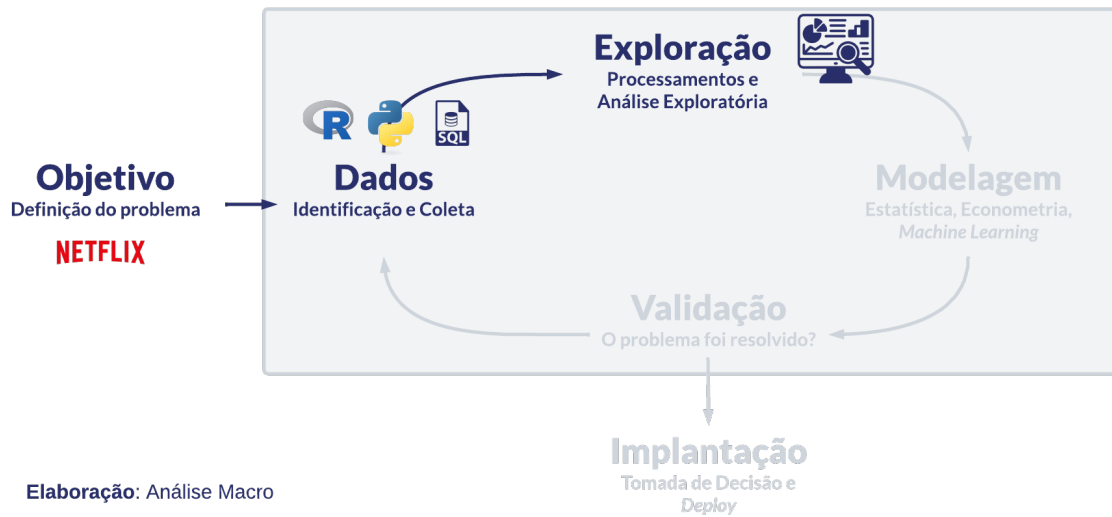 Objetivo
Definição do problema
NETFLIX
R
SQL
Dados
Identificação e Coleta
Exploração
Processamentos e
Análise Exploratória
Modelagem
Estatística, Econometria,
Machine Learning
Validação
O problema foi resolvido?
Implantação
Tomada de Decisão e
Deploy
Elaboração: Análise Macro